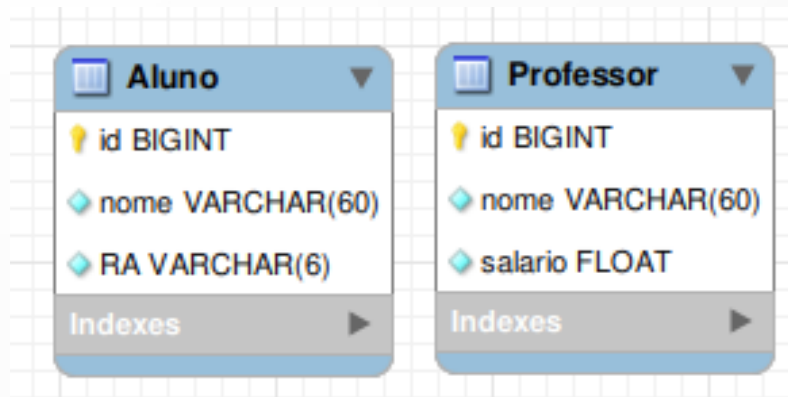 Aluno
id BIGINT
nome VARCHAR(60)
RA VARCHAR(6)
Indexes
Professor
id BIGINT
nome VARCHAR(60)
salario FLOAT
Indexes